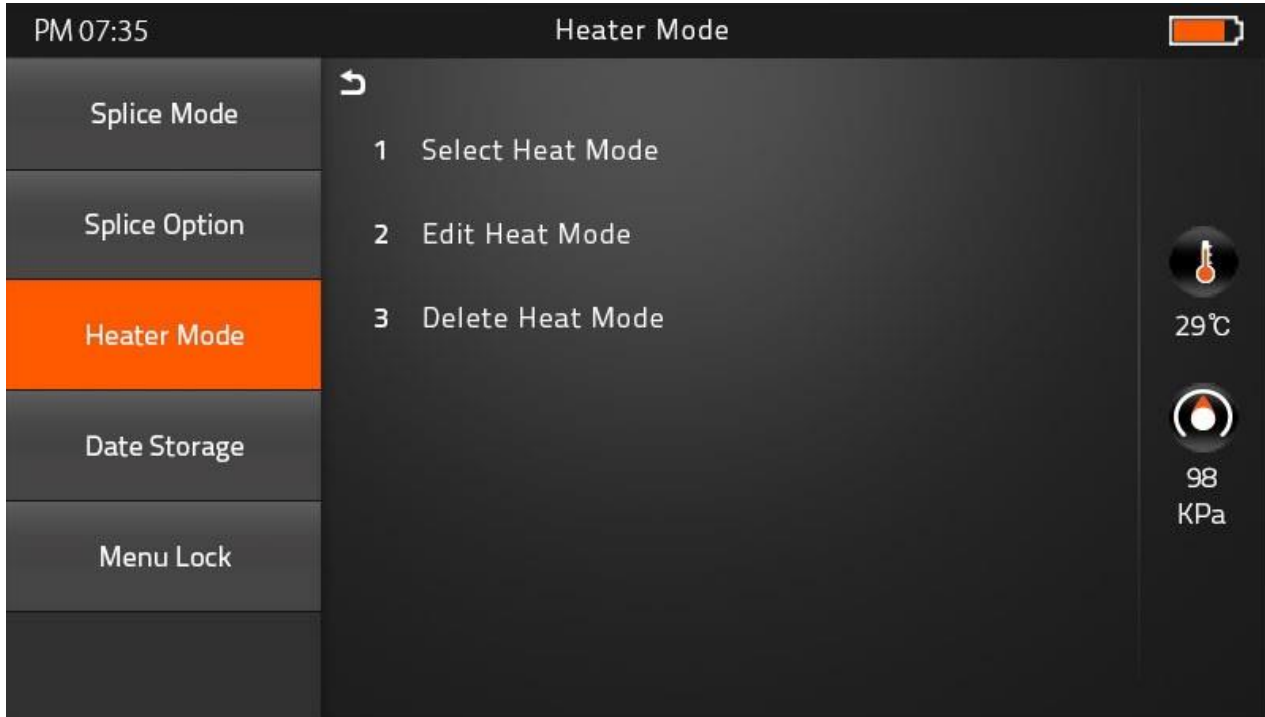 PM 07:35
Heater Mode
Splice Mode
Splice Option
Heater Mode
Date Storage
Menu Lock
1 Select Heat Mode
2 Edit Heat Mode
3 Delete Heat Mode
29℃
98
KPa